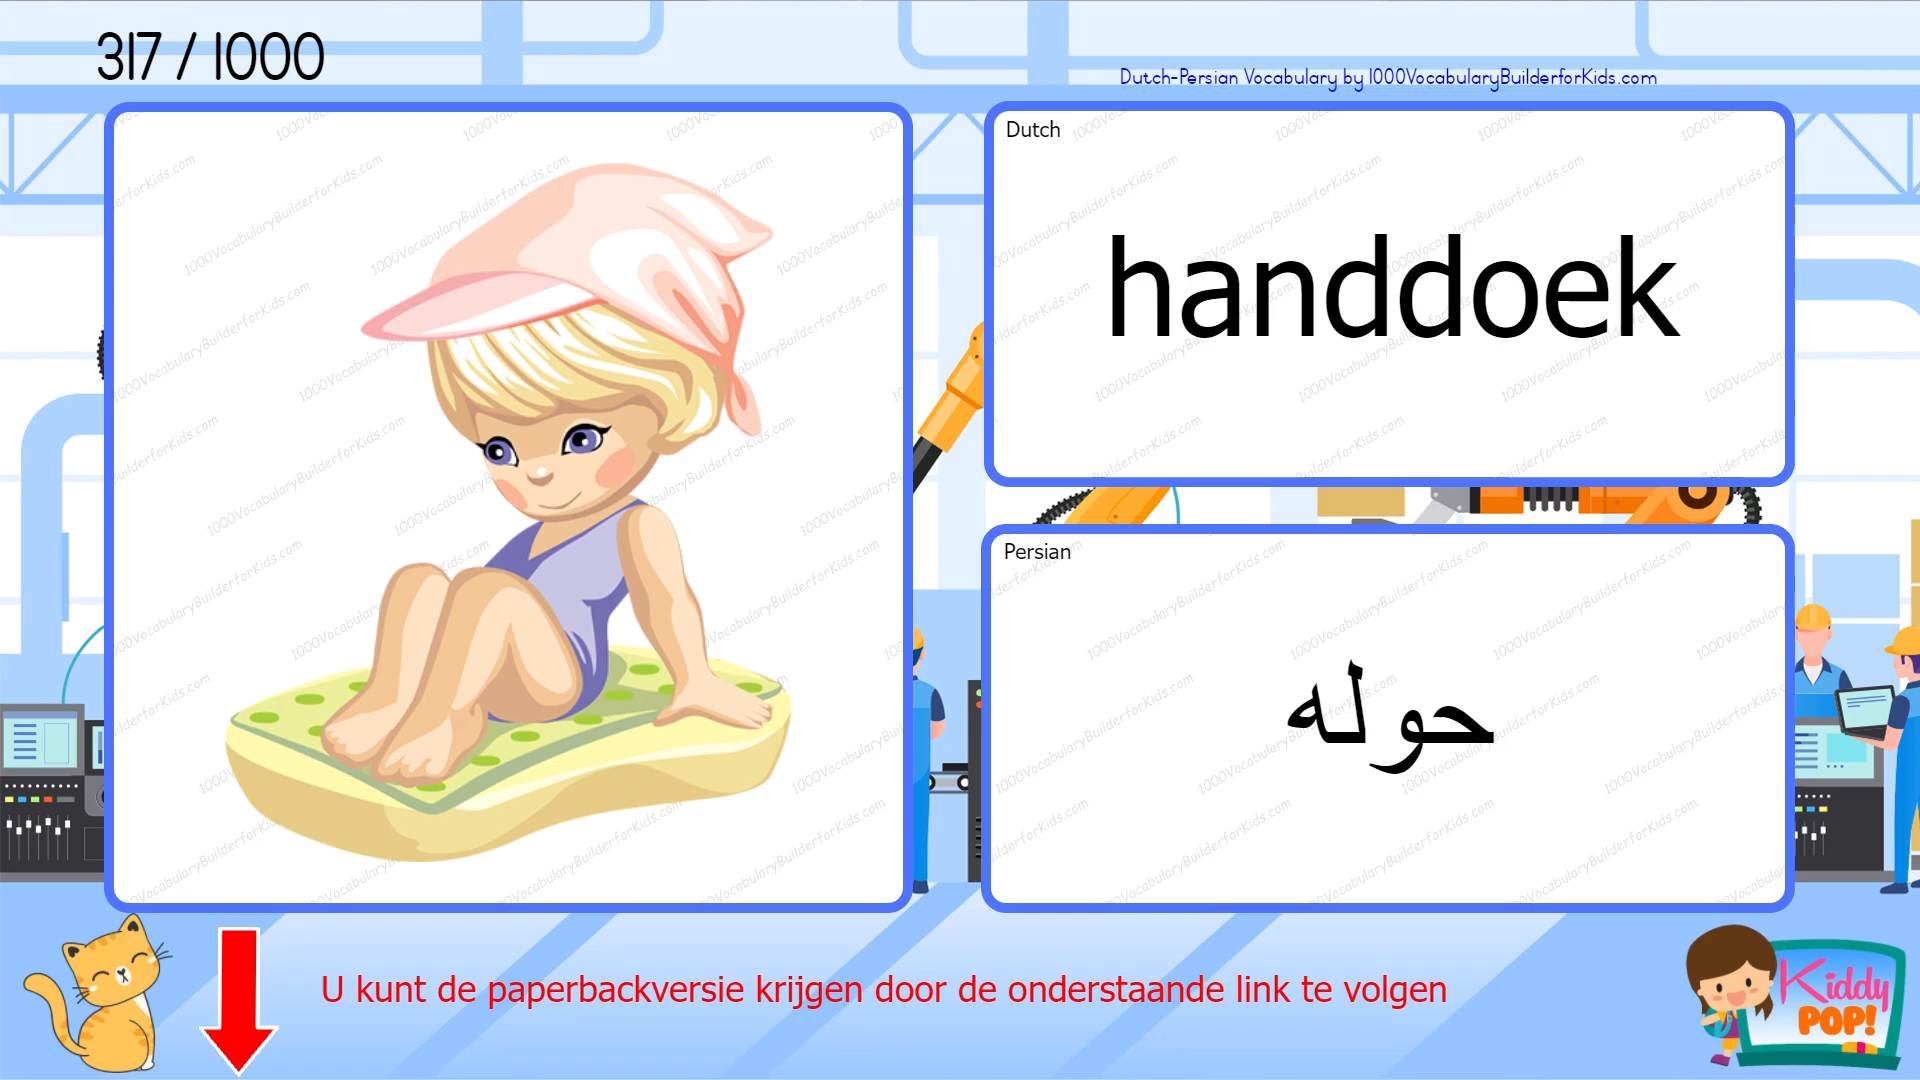 317 / 1000
Dutch-Persian Vocabulary by 1000VocabularyBuilderforKids.com
Dutch
handdoek
Persian
حوله
U kunt de paperbackversie krijgen door de onderstaande link te volgen
Kiddy
POP!